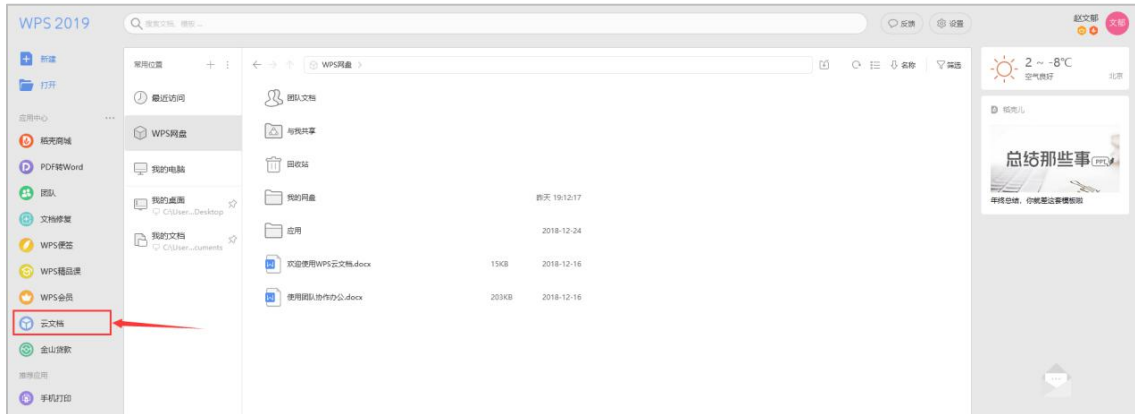 WPS 2019
搜索文档、模板...
反馈
设置
赵文郁
文郁
新建
打开
应用中心
稻壳商城
PDF转Word
团队
文档修复
WPS便签
WPS精品课
WPS会员
云文档
金山贷款
推荐应用
手机打印
常用位置
最近访问
WPS网盘
我的电脑
我的桌面
C:\User...Desktop
我的文档
C:\User...cuments
WPS网盘
名称
筛选
团队文档
与我共享
回收站
我的网盘 昨天 19:12:17
应用 2018-12-24
欢迎使用WPS云文档.docx 15KB 2018-12-16
使用团队协作办公.docx 203KB 2018-12-16
2 ~ -8℃
空气良好 北京
稻壳儿
总结那些事 PPT
年终总结，你就差这套模板啦